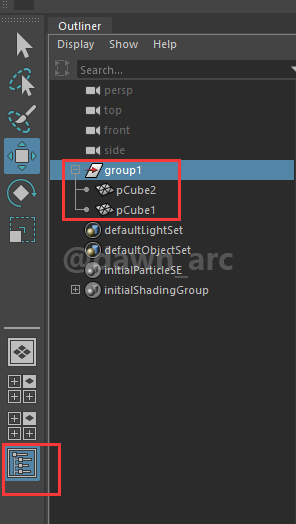 Outliner
Display Show Help
Search...
persp
top
front
side
group1
pCube2
pCube1
defaultLightSet
defaultObjectSet
@dawn_arc
initialParticleSE
initialShadingGroup